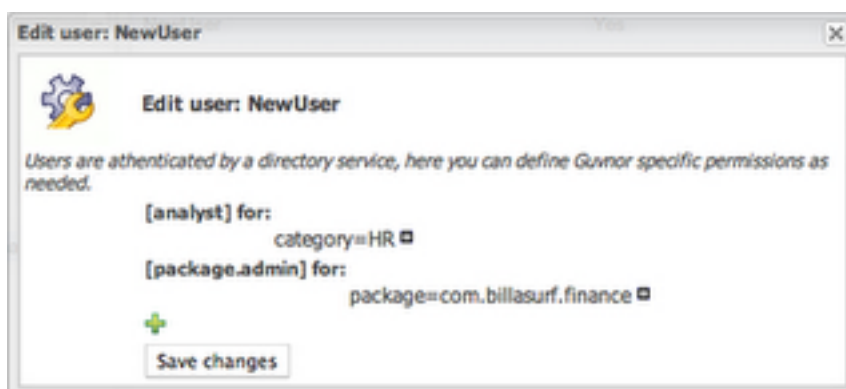 Edit user: NewUser
Edit user: NewUser
Users are athenticated by a directory service, here you can define Guvnor specific permissions as
needed.
[analyst] for:
category=HR
[package.admin] for:
package=com.billasurf.finance
Save changes